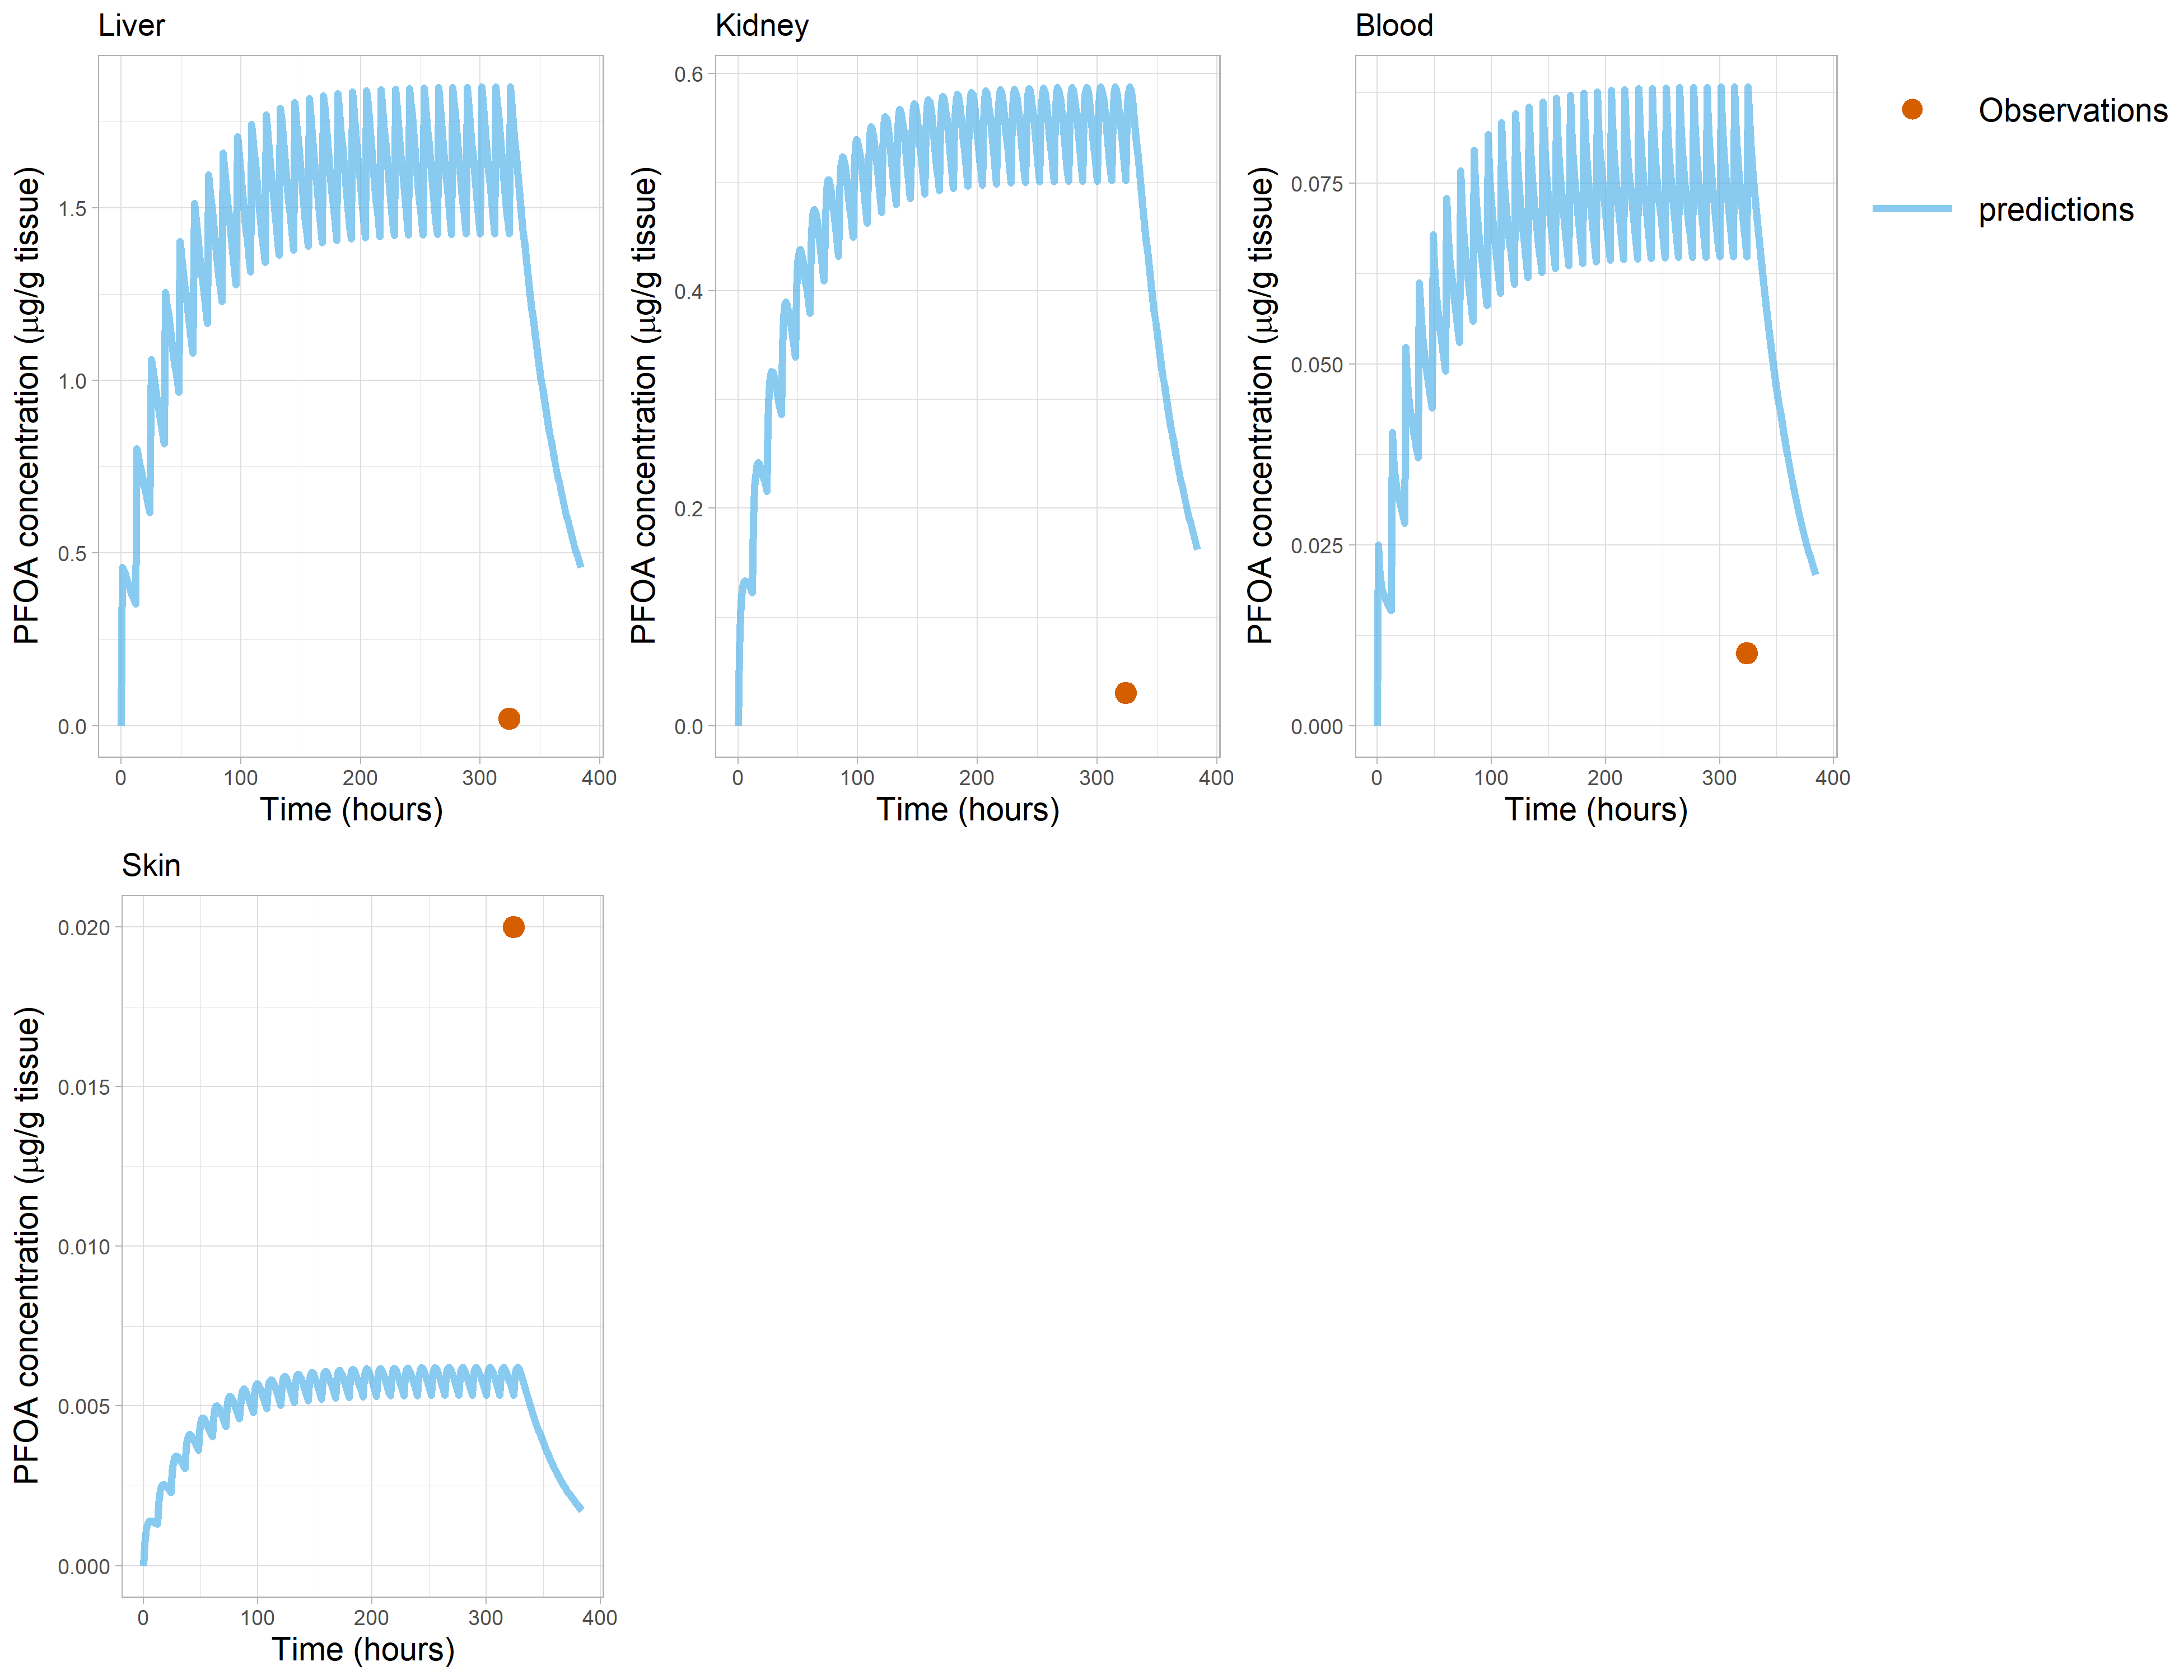 Liver
PFOA concentration (μg/g tissue)
1.5
1.0
0.5
0.0
0 100 200 300 400
Time (hours)
Kidney
PFOA concentration (μg/g tissue)
0.6
0.4
0.2
0.0
0 100 200 300 400
Time (hours)
Blood
PFOA concentration (μg/g tissue)
0.075
0.050
0.025
0.000
0 100 200 300 400
Time (hours)
Observations
predictions
Skin
PFOA concentration (μg/g tissue)
0.020
0.015
0.010
0.005
0.000
0 100 200 300 400
Time (hours)